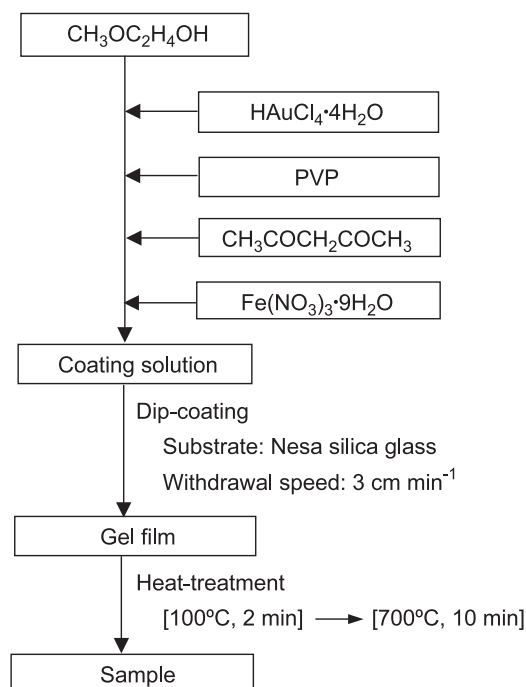 CH₃OC₂H₄OH
HAuCl₄•4H₂O
PVP
CH₃COCH₂COCH₃
Fe(NO₃)₃•9H₂O
Coating solution
Dip-coating
Substrate: Nesa silica glass
Withdrawal speed: 3 cm min⁻¹
Gel film
Heat-treatment
[100ºC, 2 min] → [700ºC, 10 min]
Sample